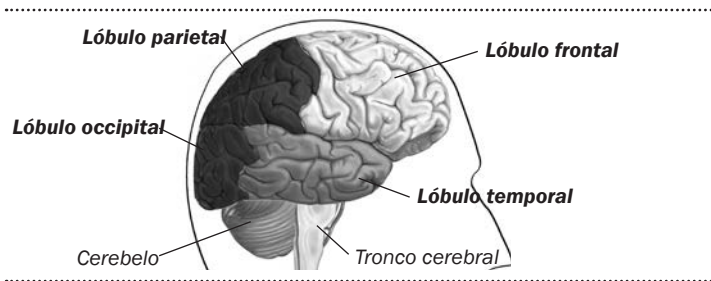 Lóbulo parietal
Lóbulo frontal
Lóbulo occipital
Lóbulo temporal
Cerebelo
Tronco cerebral